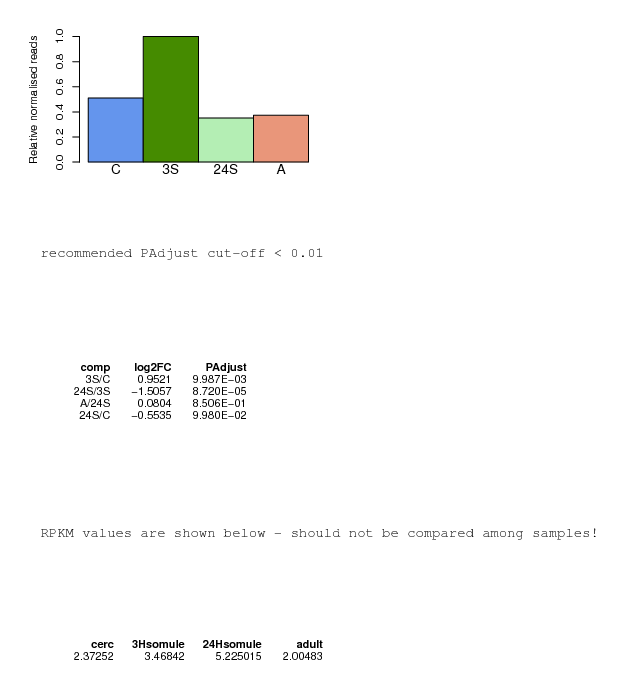 Relative normalised reads
1.0
0.8
0.6
0.4
0.2
0.0
C 3S 24S A
recommended PAdjust cut-off < 0.01
comp log2FC PAdjust
3S/C 0.9521 9.987E-03
24S/3S -1.5057 8.720E-05
A/24S 0.0804 8.506E-01
24S/C -0.5535 9.980E-02
RPKM values are shown below - should not be compared among samples!
cerc 3Hsomule 24Hsomule adult
2.37252 3.46842 5.225015 2.00483